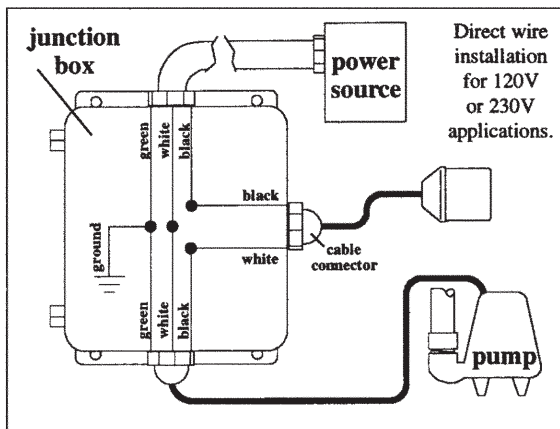 junction
box
power
source
Direct wire
installation
for 120V
or 230V
applications.
green
white
black
black
white
cable
connector
ground
green
white
black
pump